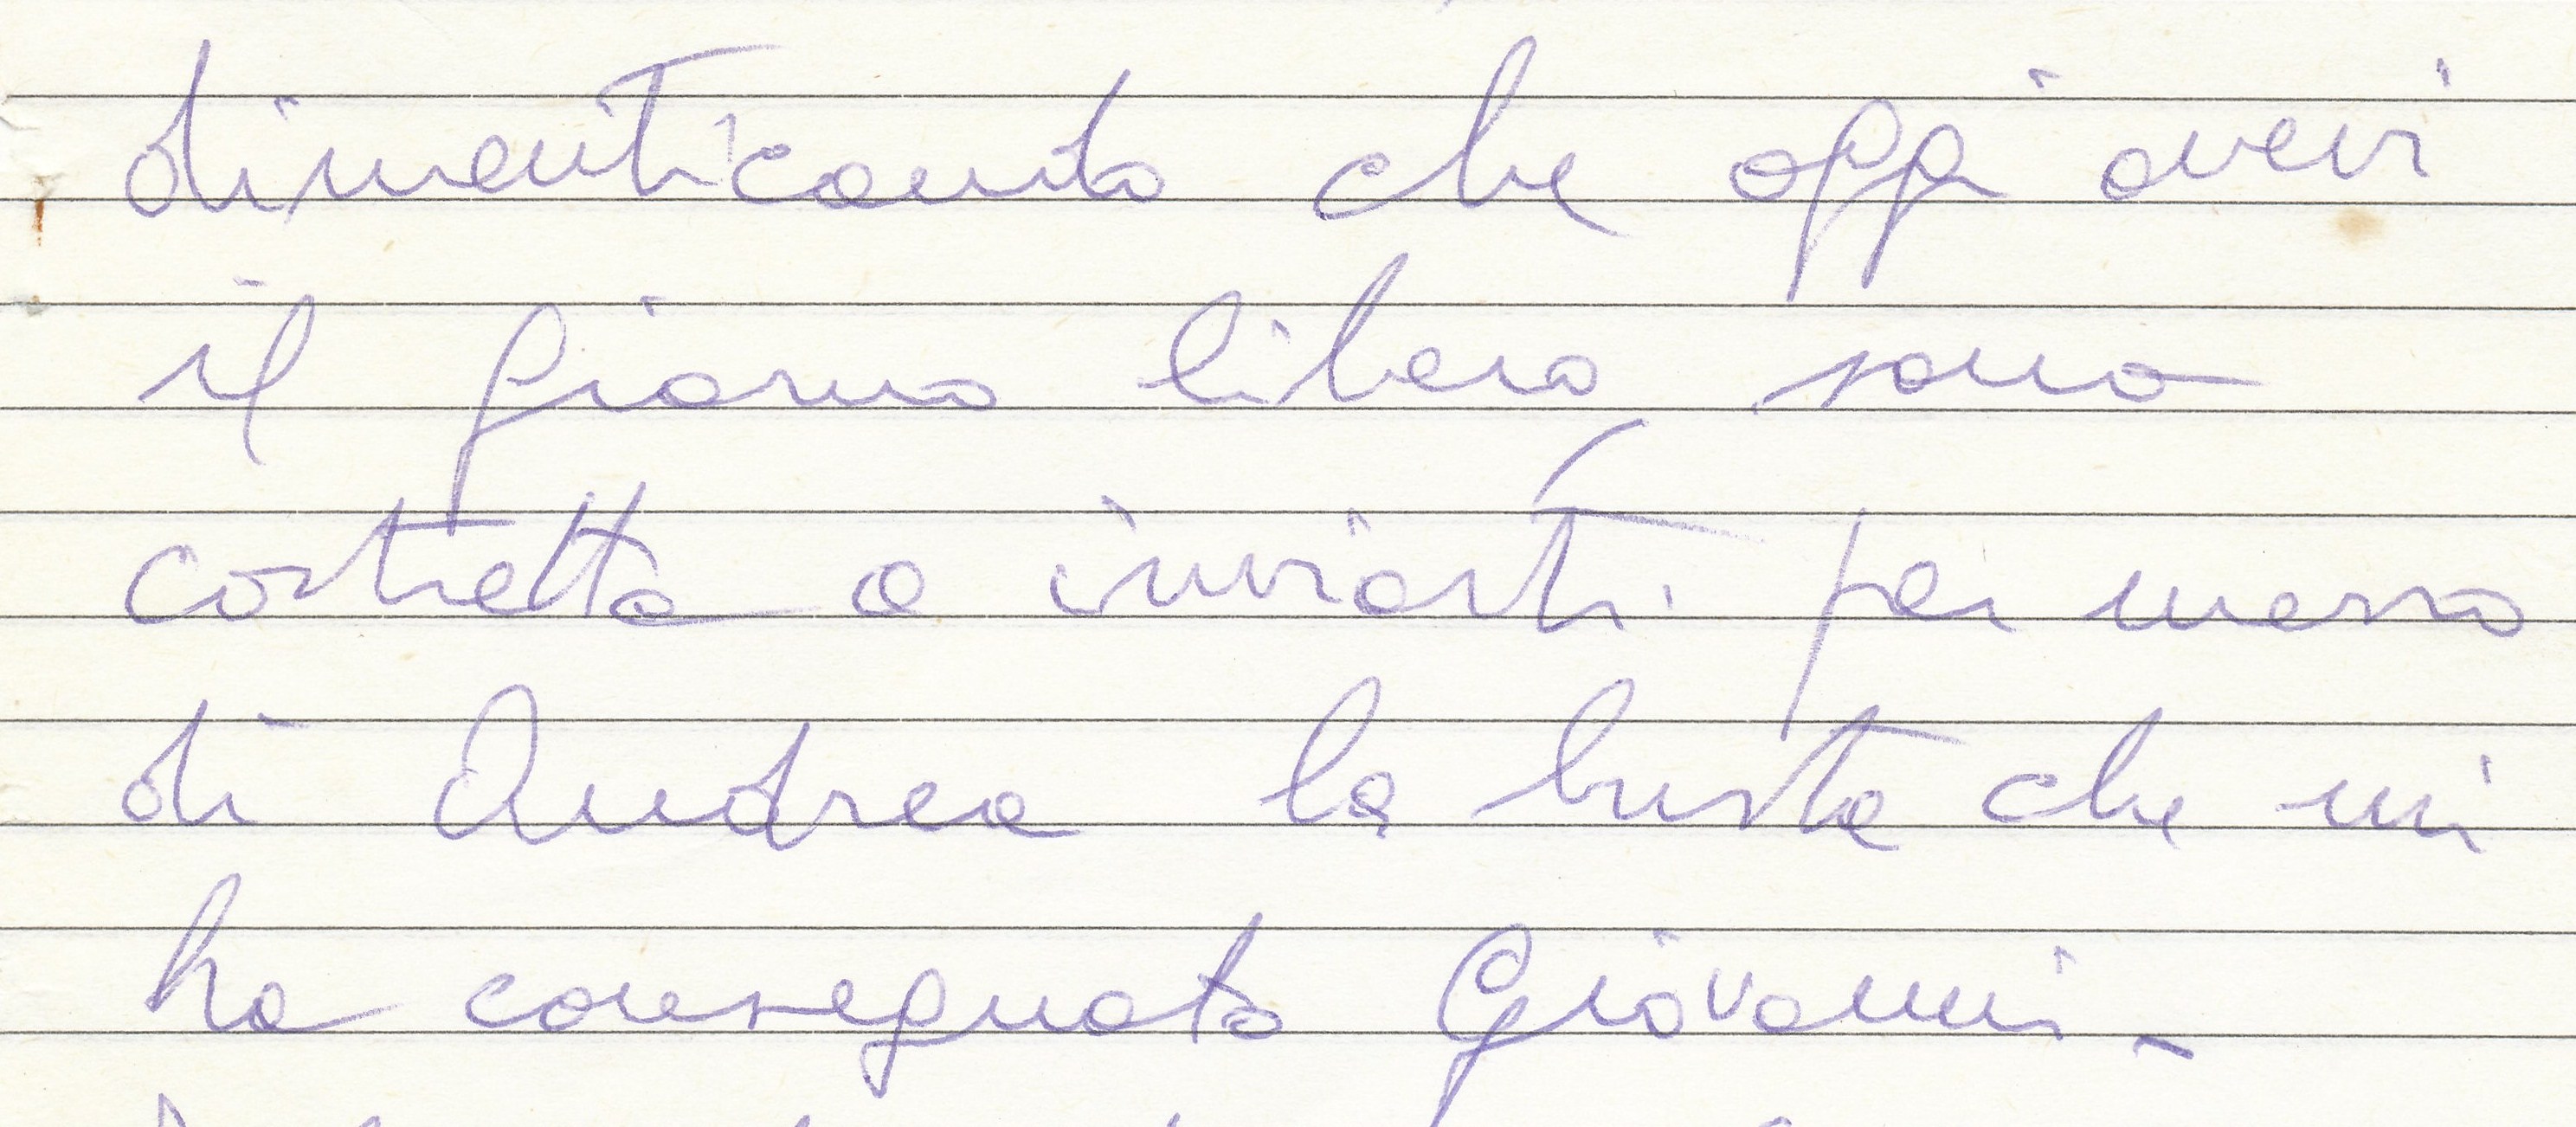 dimenticando che oggi avevi
il giorno libero, sono
costretta a inviarti per mezzo
di Andrea la busta che mi
ha consegnato Giovanni -